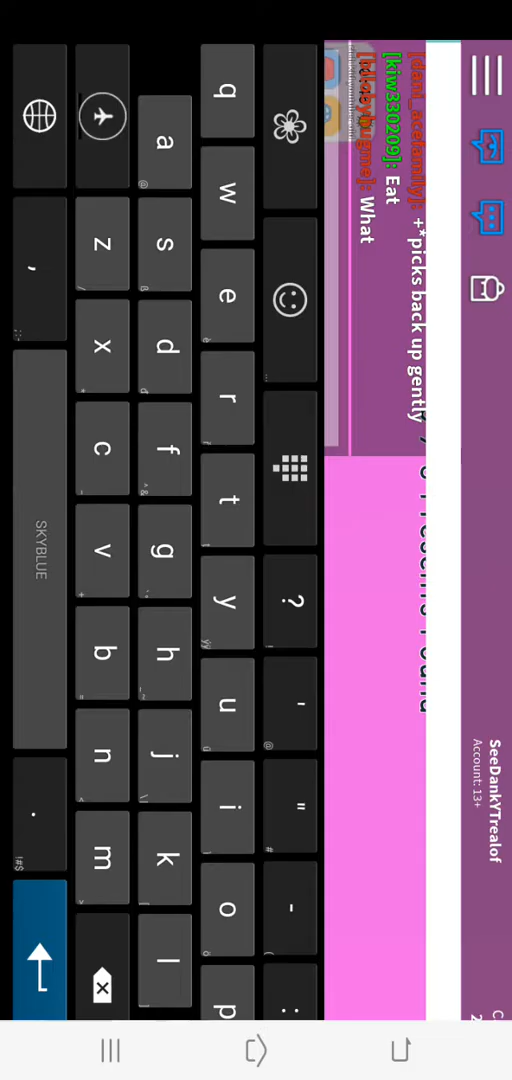 SeeDankYTrealof
Account: 13+
[dani_acefamily]: +*picks back up gently
[kiw330209]: Eat
What
? ' " - :
q w e r t y u i o p
a s d f g h j k l
z x c v b n m
, SKYBLUE .
!#$